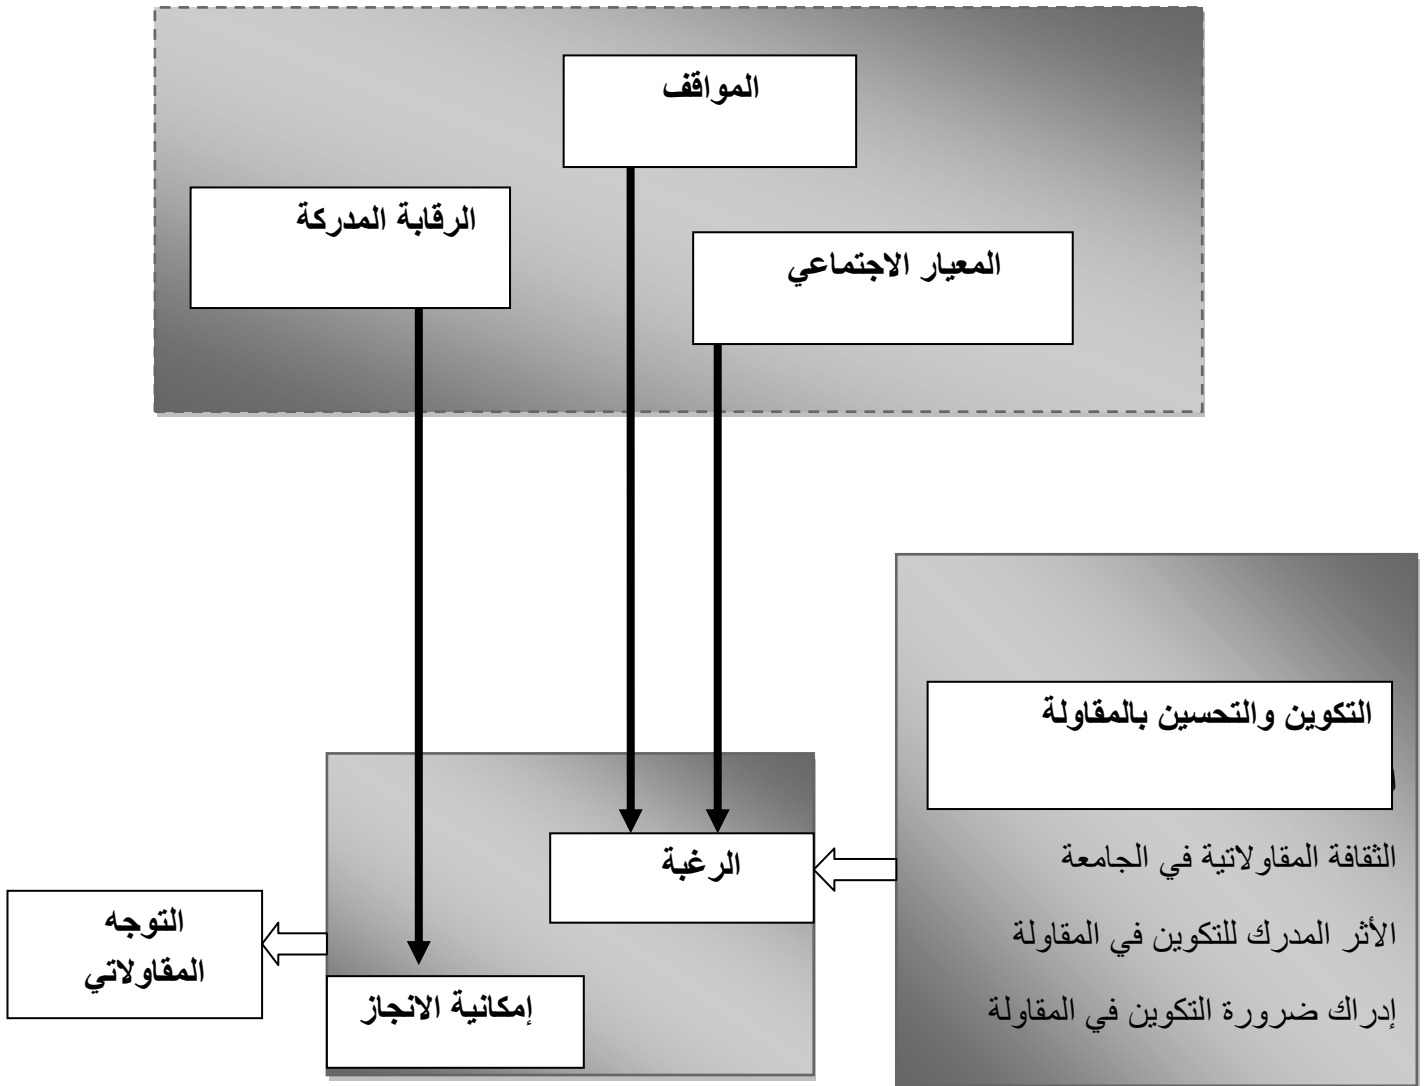 المواقف
الرقابة المدركة
المعيار الاجتماعي
التكوين والتحسين بالمقاولة
الثقافة المقاولاتية في الجامعة
الأثر المدرك للتكوين في المقاولة
إدراك ضرورة التكوين في المقاولة
الرغبة
إمكانية الانجاز
التوجه
المقاولاتي